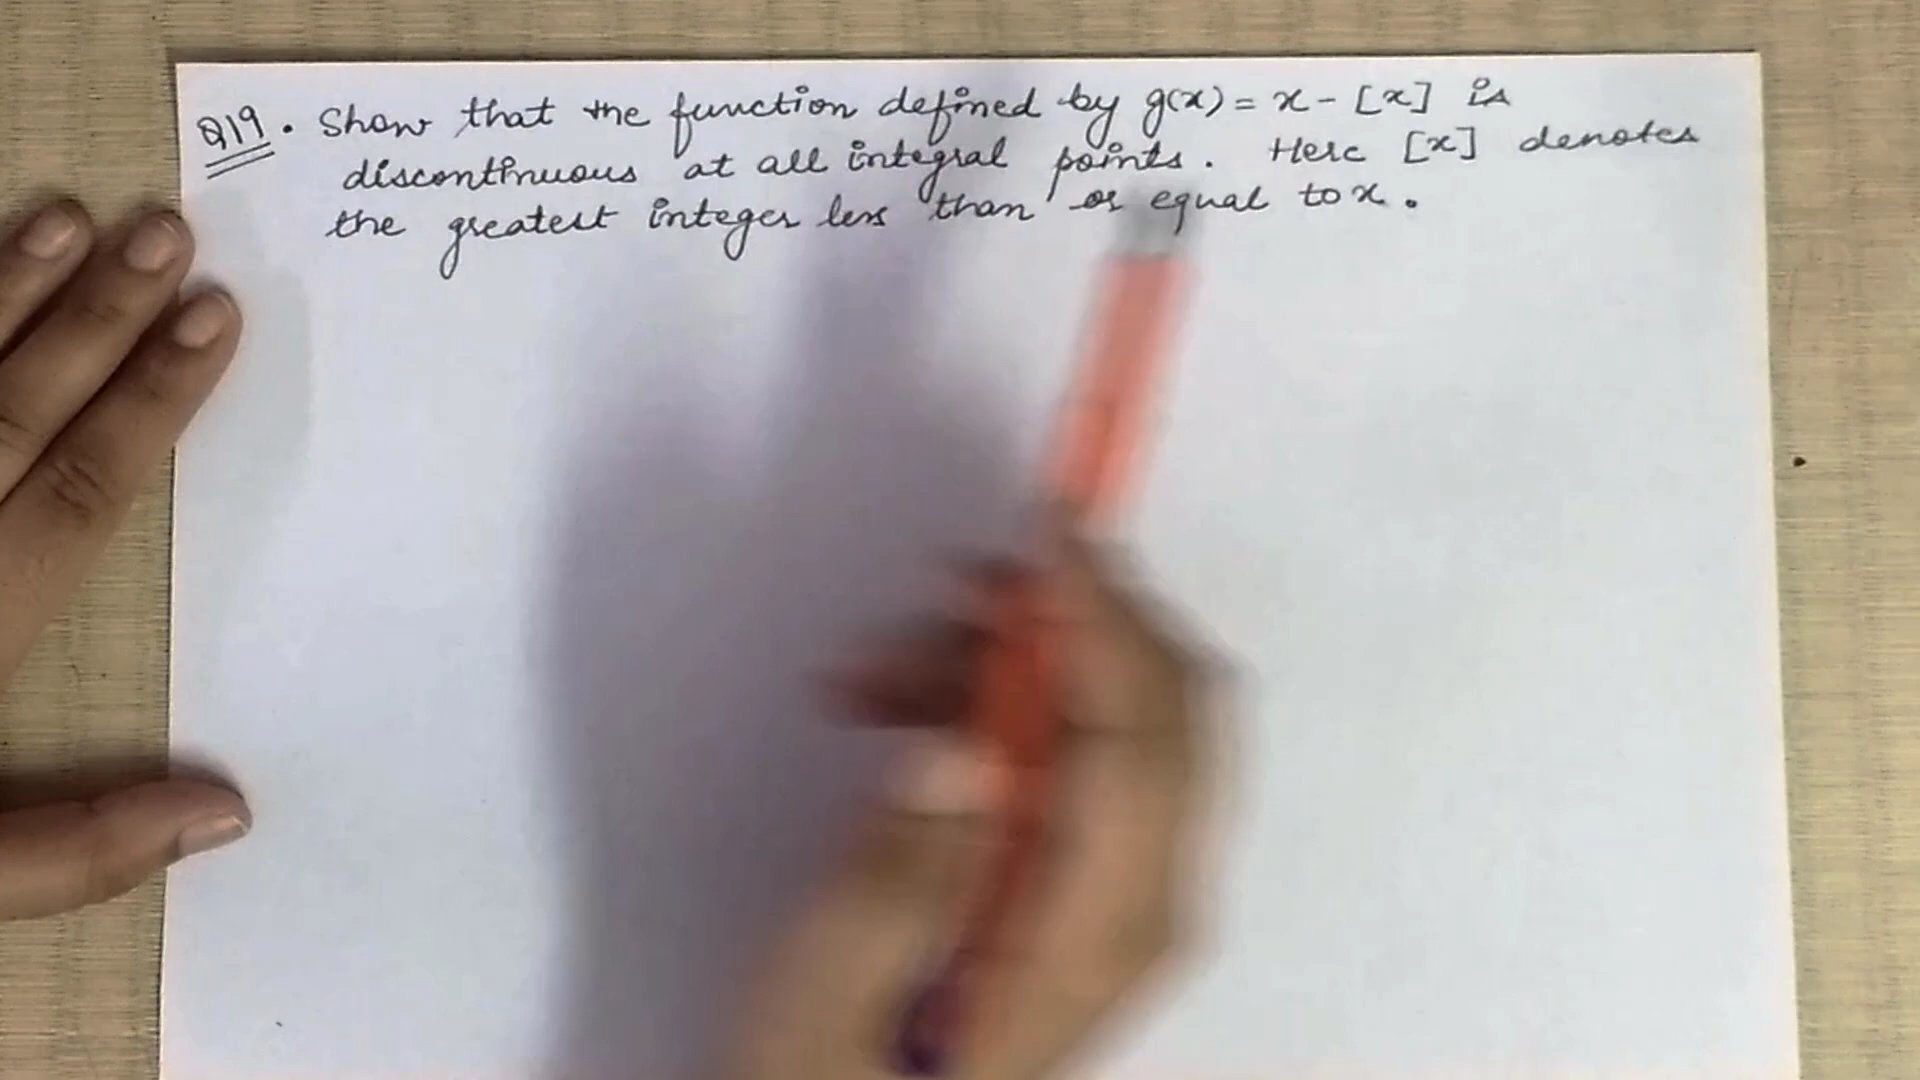 Q19. Show that the function defined by g(x) = x - [x] is
discontinuous at all integral points. Here [x] denotes
the greatest integer less than or equal to x.